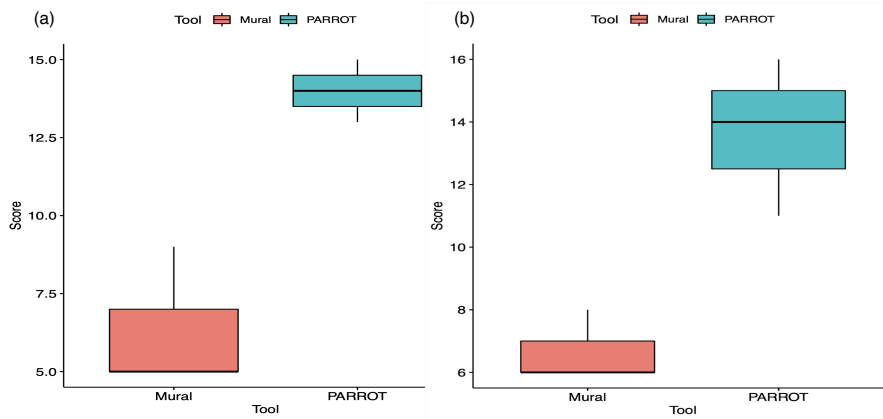 (a)
Tool Mural PARROT
15.0
12.5
10.0
7.5
5.0
Score
Mural PARROT
Tool
(b)
Tool Mural PARROT
16
14
12
10
8
6
Score
Mural PARROT
Tool